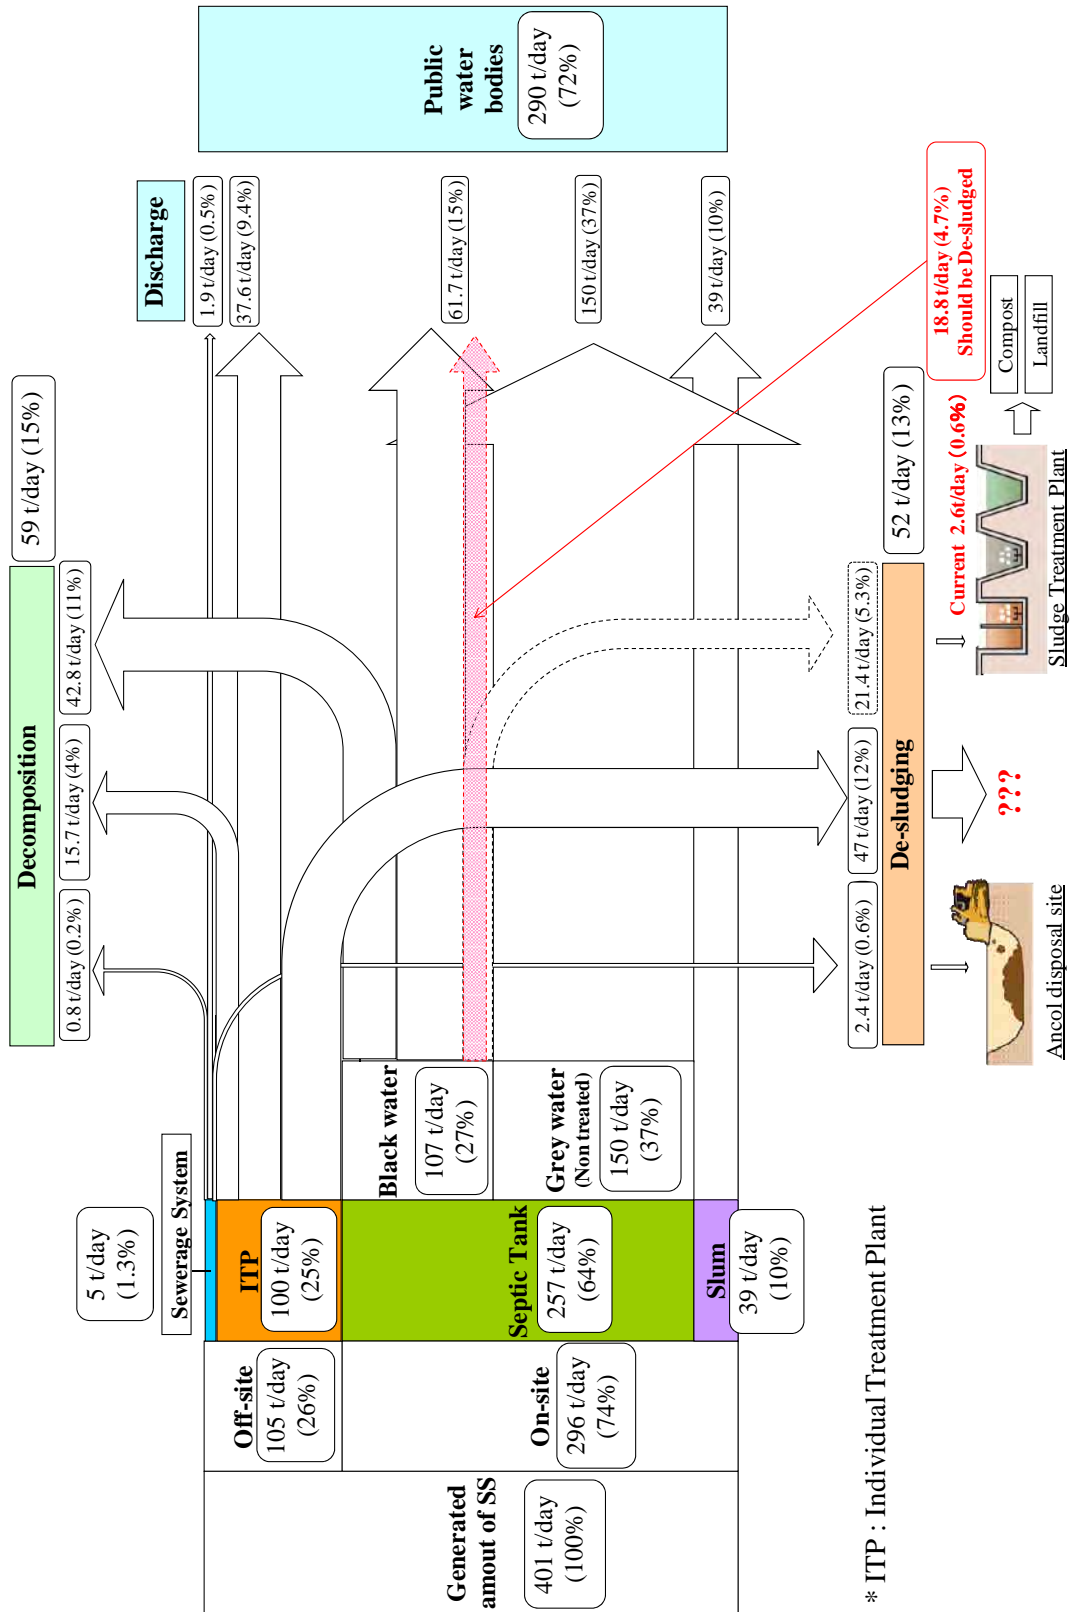 Generated
amout of SS
401 t/day
(100%)
Off-site
105 t/day
(26%)
On-site
296 t/day
(74%)
5 t/day
(1.3%)
Sewerage System
ITP
100 t/day
(25%)
Septic Tank
257 t/day
(64%)
Slum
39 t/day
(10%)
Black water
107 t/day
(27%)
Grey water
(Non treated)
150 t/day
(37%)
Decomposition
59 t/day (15%)
0.8 t/day (0.2%)
15.7 t/day (4%)
42.8 t/day (11%)
Discharge
1.9 t/day (0.5%)
37.6 t/day (9.4%)
61.7 t/day (15%)
150 t/day (37%)
39 t/day (10%)
Public
water
bodies
290 t/day
(72%)
2.4 t/day (0.6%)
47 t/day (12%)
21.4 t/day (5.3%)
De-sludging
52 t/day (13%)
18.8 t/day (4.7%)
Should be De-sludged
Current 2.6t/day (0.6%)
???
Compost
Landfill
Ancol disposal site
Sludge Treatment Plant
* ITP : Individual Treatment Plant